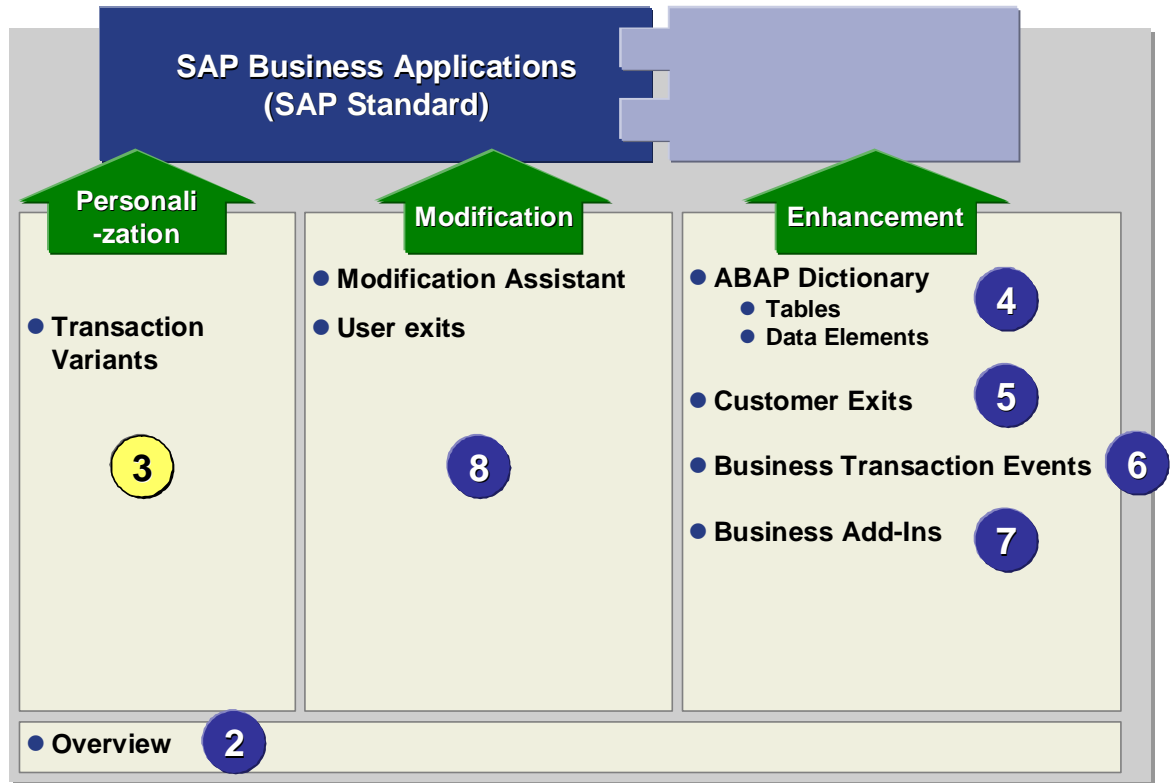 SAP Business Applications
(SAP Standard)
Personali
-zation
Modification
Enhancement
Transaction
Variants
3
Modification Assistant
User exits
8
ABAP Dictionary
Tables
Data Elements
4
Customer Exits
5
Business Transaction Events
6
Business Add-Ins
7
Overview
2